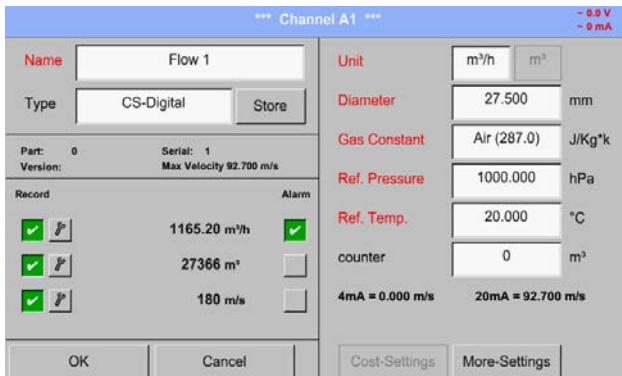 *** Channel A1 ***
~ 0.0 V
~ 0 mA
Name
Flow 1
Type
CS-Digital
Store
Part: 0
Serial: 1
Version:
Max Velocity 92.700 m/s
Record
Alarm
1165.20 m³/h
27366 m³
180 m/s
OK
Cancel
Unit
m³/h
m³
Diameter
27.500
mm
Gas Constant
Air (287.0)
J/Kg*k
Ref. Pressure
1000.000
hPa
Ref. Temp.
20.000
°C
counter
0
m³
4mA = 0.000 m/s
20mA = 92.700 m/s
Cost-Settings
More-Settings